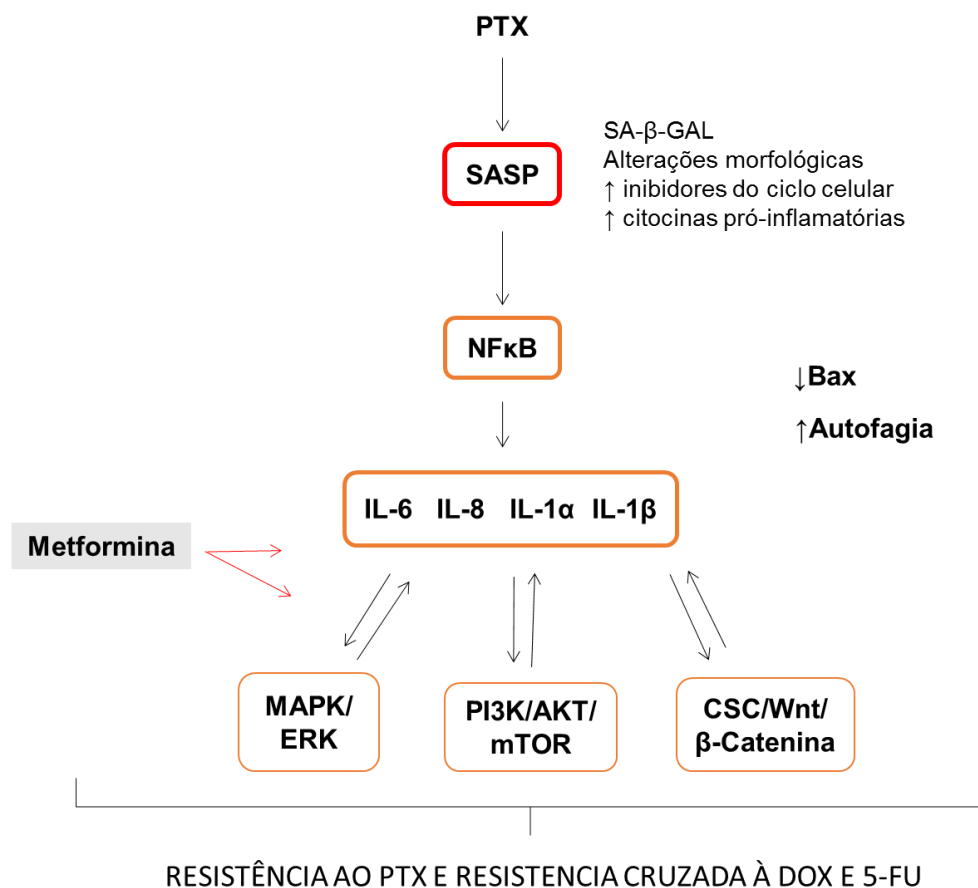 PTX
SASP
SA-β-GAL
Alterações morfológicas
↑ inibidores do ciclo celular
↑ citocinas pró-inflamatórias
NFκB
↓Bax
↑Autofagia
IL-6 IL-8 IL-1α IL-1β
Metformina
MAPK/
ERK
PI3K/AKT/
mTOR
CSC/Wnt/
β-Catenina
RESISTÊNCIA AO PTX E RESISTENCIA CRUZADA À DOX E 5-FU